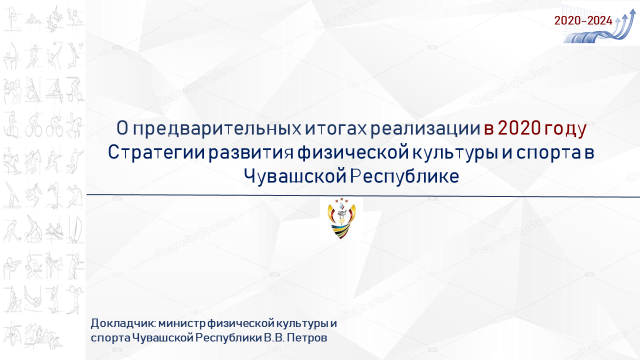 2020-2024
О предварительных итогах реализации в 2020 году
Стратегии развития физической культуры и спорта в
Чувашской Республике
Докладчик: министр физической культуры и
спорта Чувашской Республики В.В. Петров